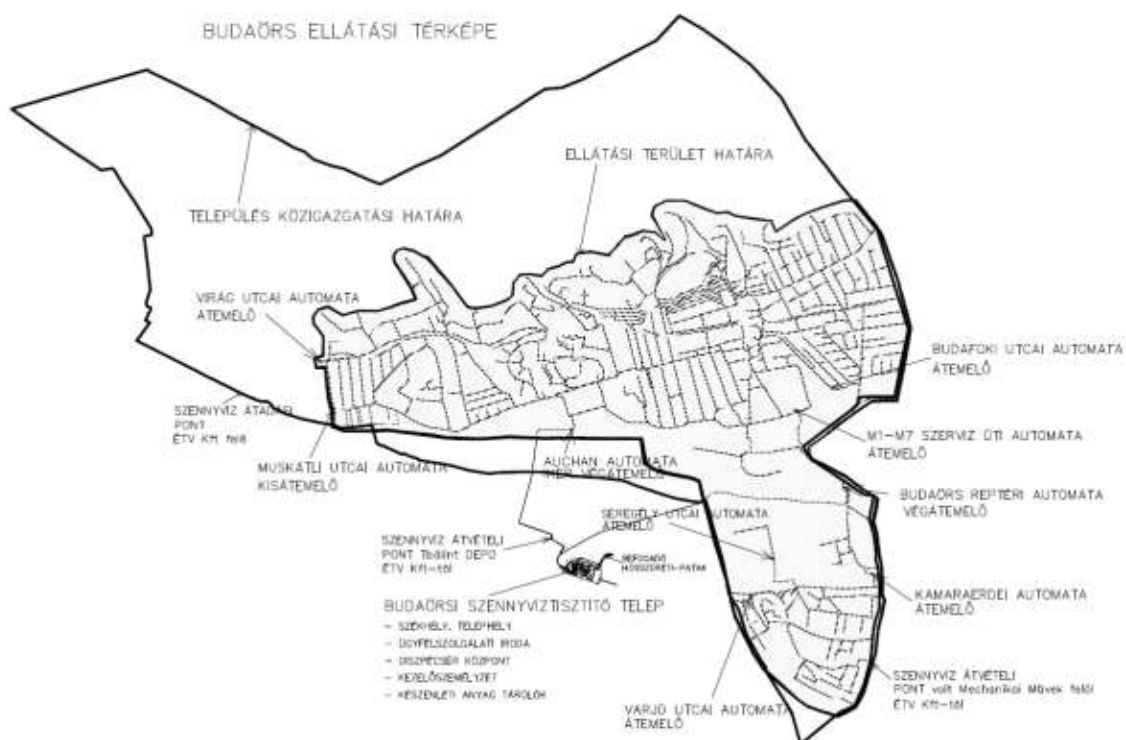 BUDAÖRS ELLÁTÁSI TÉRKÉPE
ELLÁTÁSI TERÜLET HATÁRA
TELEPÜLÉS KÖZIGAZGATÁSI HATÁRA
VIRÁG UTCAI AUTOMATA
ÁTEMELŐ
BUDAFOKI UTCAI AUTOMATA
ÁTEMELŐ
SZENNYVÍZ ÁTADÁSI
PONT
ÉTV Kft felé
M1-M7 SZERVIZ ÚTI AUTOMATA
ÁTEMELŐ
MUSKÁTLI UTCAI AUTOMATA
KISÁTEMELŐ
AUCHAN AUTOMATA
VÉGÁTEMELŐ
BUDAÖRS REPTÉRI AUTOMATA
VÉGÁTEMELŐ
SEREGÉLY UTCAI AUTOMATA
ÁTEMELŐ
SZENNYVÍZ ÁTVÉTELI
PONT Tbálint DEPO
ÉTV Kft-től
BEFOGADÓ
HOSSZÚRÉTI-PATAK
BUDAÖRSI SZENNYVÍZTISZTÍTÓ TELEP
- SZÉKHELY, TELEPHELY
- ÜGYFÉLSZOLGÁLATI IRODA
- DISZPÉCSER KÖZPONT
- KEZELŐSZEMÉLYZET
- KÉSZENLÉTI ANYAG TÁROLÓK
KAMARAERDEI AUTOMATA
ÁTEMELŐ
SZENNYVÍZ ÁTVÉTELI
PONT volt Mechanikai Művek felől
ÉTV Kft-től
VARJÚ UTCAI AUTOMATA
ÁTEMELŐ